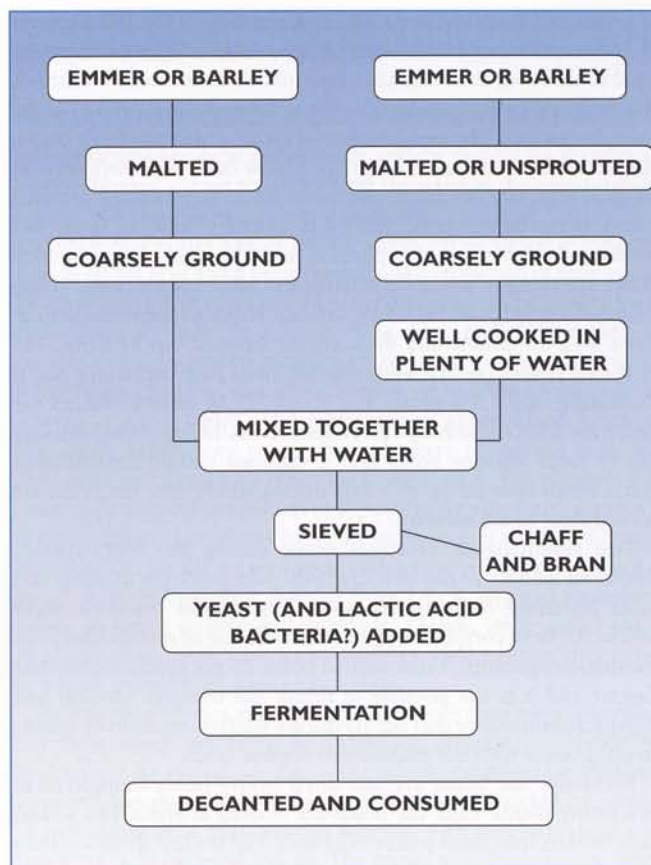 EMMER OR BARLEY
EMMER OR BARLEY
MALTED
MALTED OR UNSPROUTED
COARSELY GROUND
COARSELY GROUND
WELL COOKED IN
PLENTY OF WATER
MIXED TOGETHER
WITH WATER
SIEVED
CHAFF
AND BRAN
YEAST (AND LACTIC ACID
BACTERIA?) ADDED
FERMENTATION
DECANTED AND CONSUMED